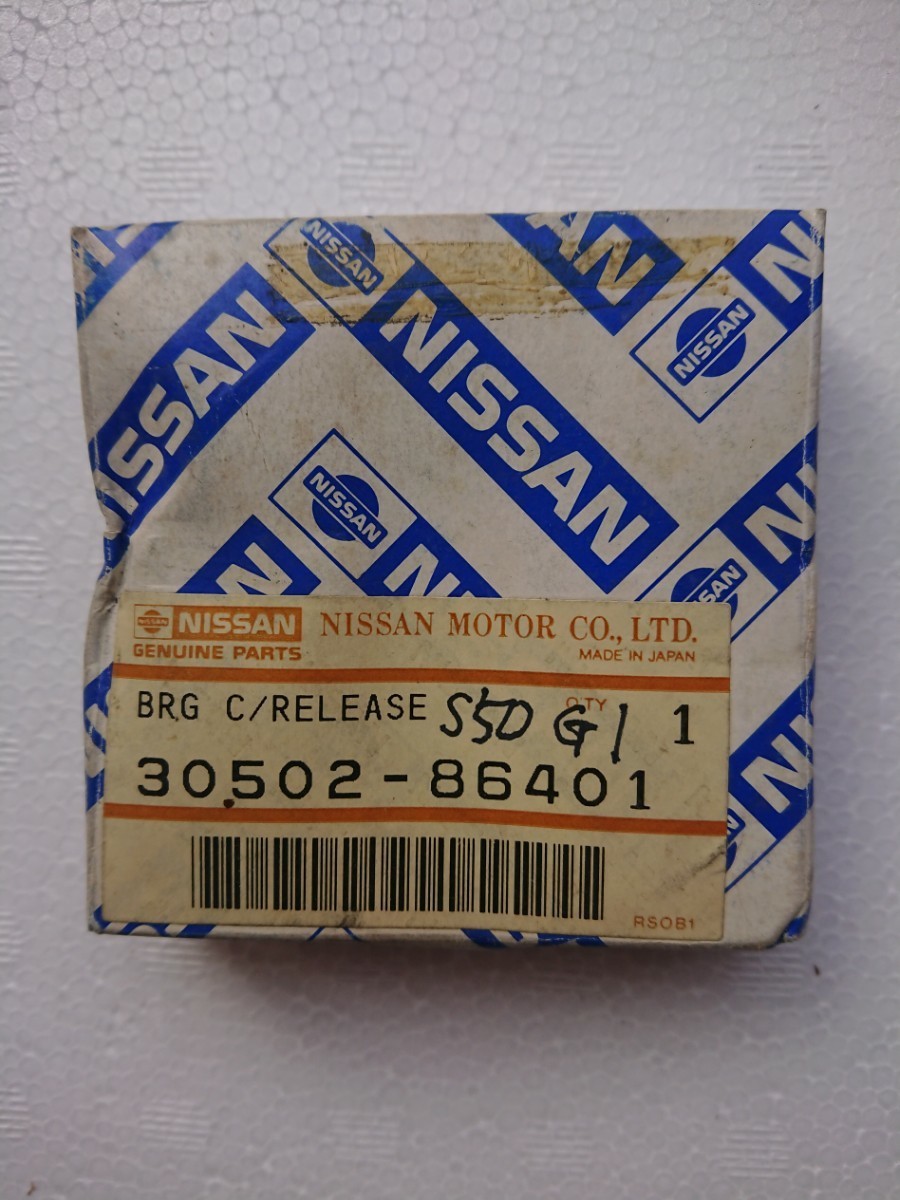 NISSAN
NISSAN
NISSAN
NISSAN
NISSAN
NISSAN
NISSAN
NISSAN NISSAN MOTOR CO., LTD.
GENUINE PARTS MADE IN JAPAN
BRG C/RELEASE S50 G1 QTY 1
30502-86401
RSOB1